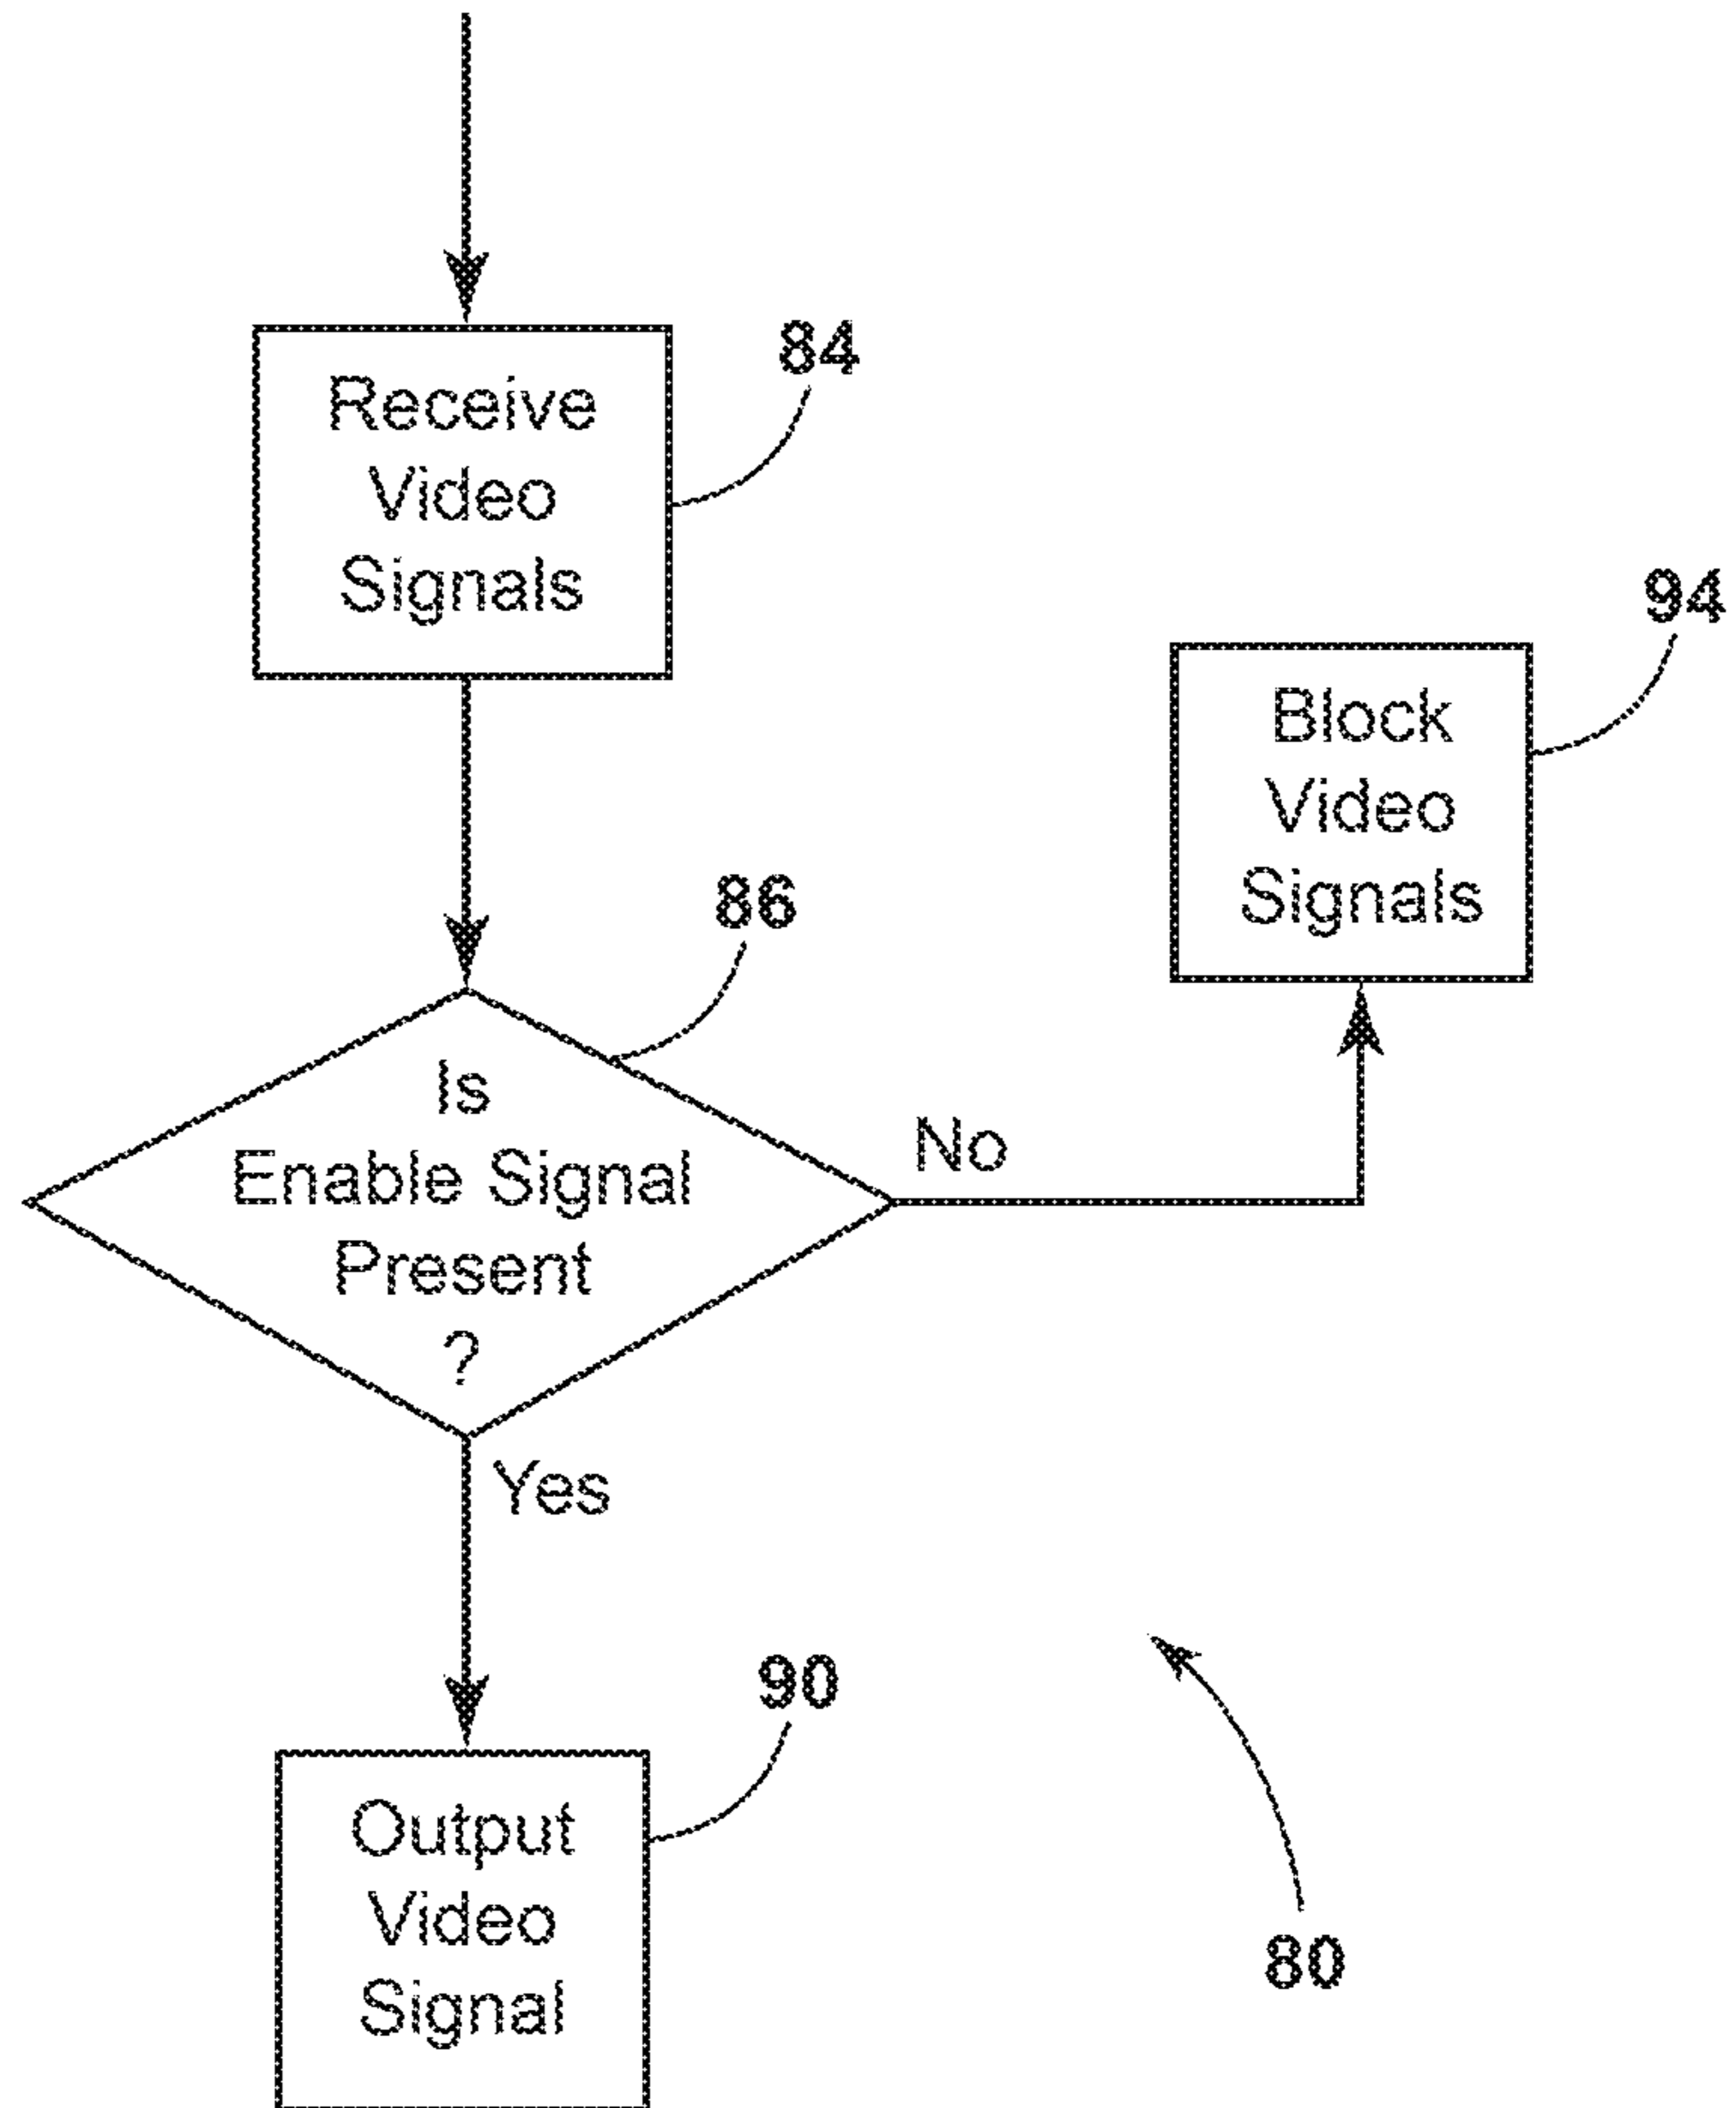 84
Receive
Video
Signals
94
Block
Video
Signals
86
Is
Enable Signal
Present
?
No
Yes
90
Output
Video
Signal
80